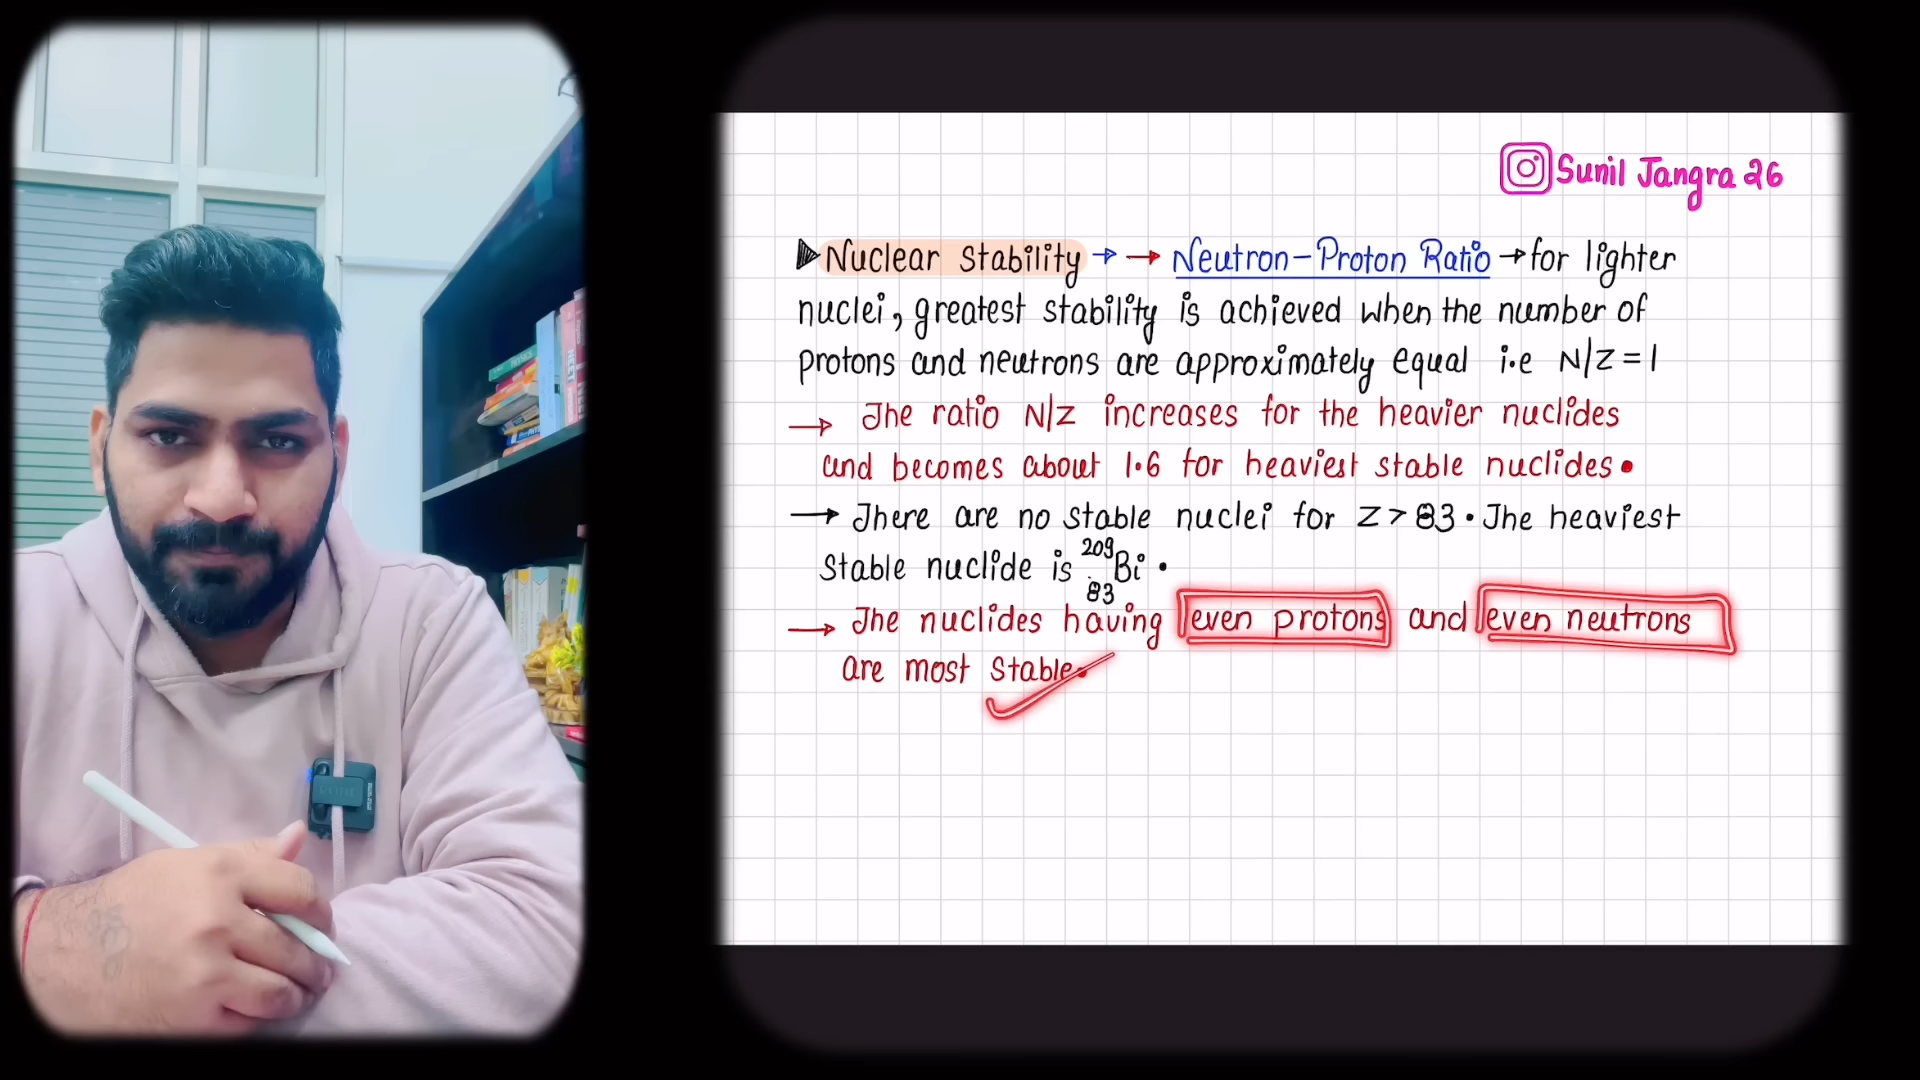 Sunil Jangra 26
Nuclear Stability → → Neutron-Proton Ratio → for lighter
nuclei, greatest stability is achieved when the number of
protons and neutrons are approximately equal i.e N/Z = 1
→ The ratio N/Z increases for the heavier nuclides
and becomes about 1.6 for heaviest stable nuclides.
→ There are no stable nuclei for Z > 83. The heaviest
Stable nuclide is ²⁰⁹₈₃Bi.
→ The nuclides having even protons and even neutrons
are most Stable.